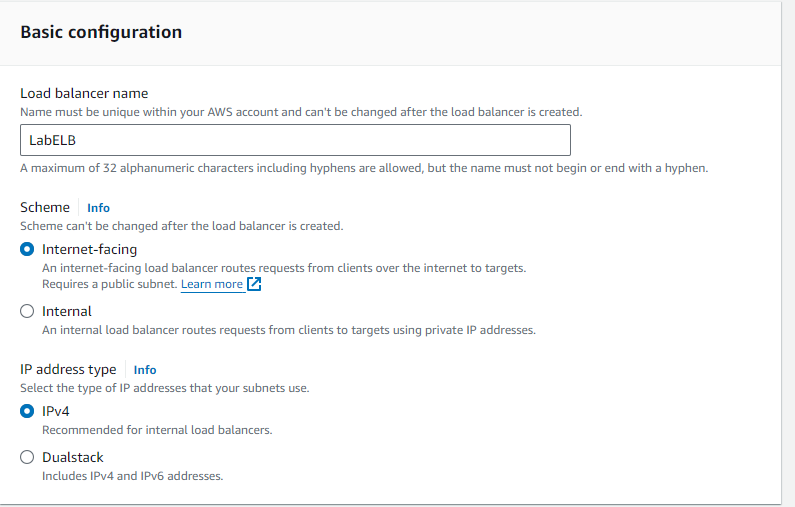 Basic configuration
Load balancer name
Name must be unique within your AWS account and can't be changed after the load balancer is created.
LabELB
A maximum of 32 alphanumeric characters including hyphens are allowed, but the name must not begin or end with a hyphen.
Scheme Info
Scheme can't be changed after the load balancer is created.
Internet-facing
An internet-facing load balancer routes requests from clients over the internet to targets.
Requires a public subnet. Learn more
Internal
An internal load balancer routes requests from clients to targets using private IP addresses.
IP address type Info
Select the type of IP addresses that your subnets use.
IPv4
Recommended for internal load balancers.
Dualstack
Includes IPv4 and IPv6 addresses.